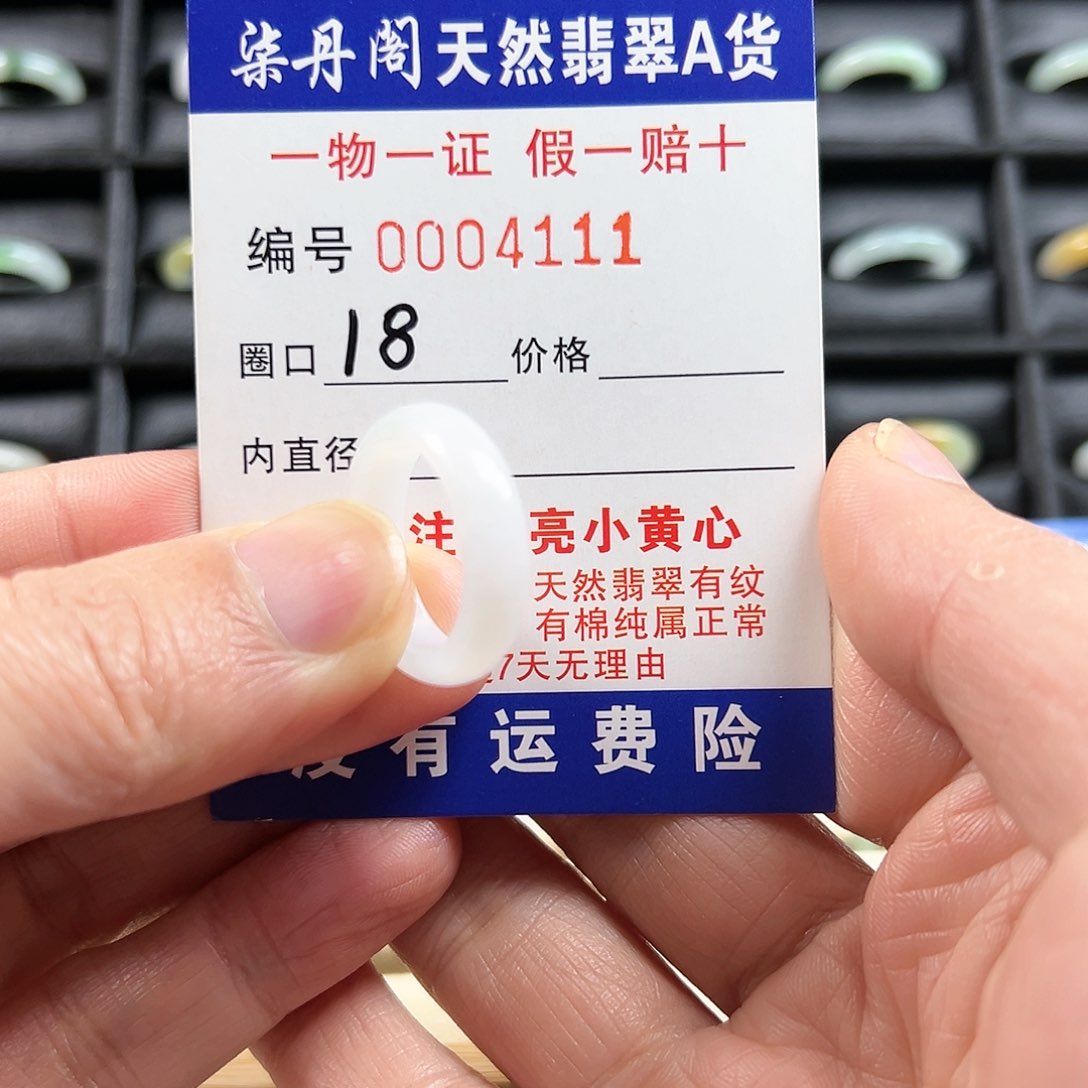 柒丹阁天然翡翠A货
一物一证 假一赔十
编号 0004111
圈口 18 价格
内直径
注 亮小黄心
天然翡翠有纹
有棉纯属正常
7天无理由
有运费险